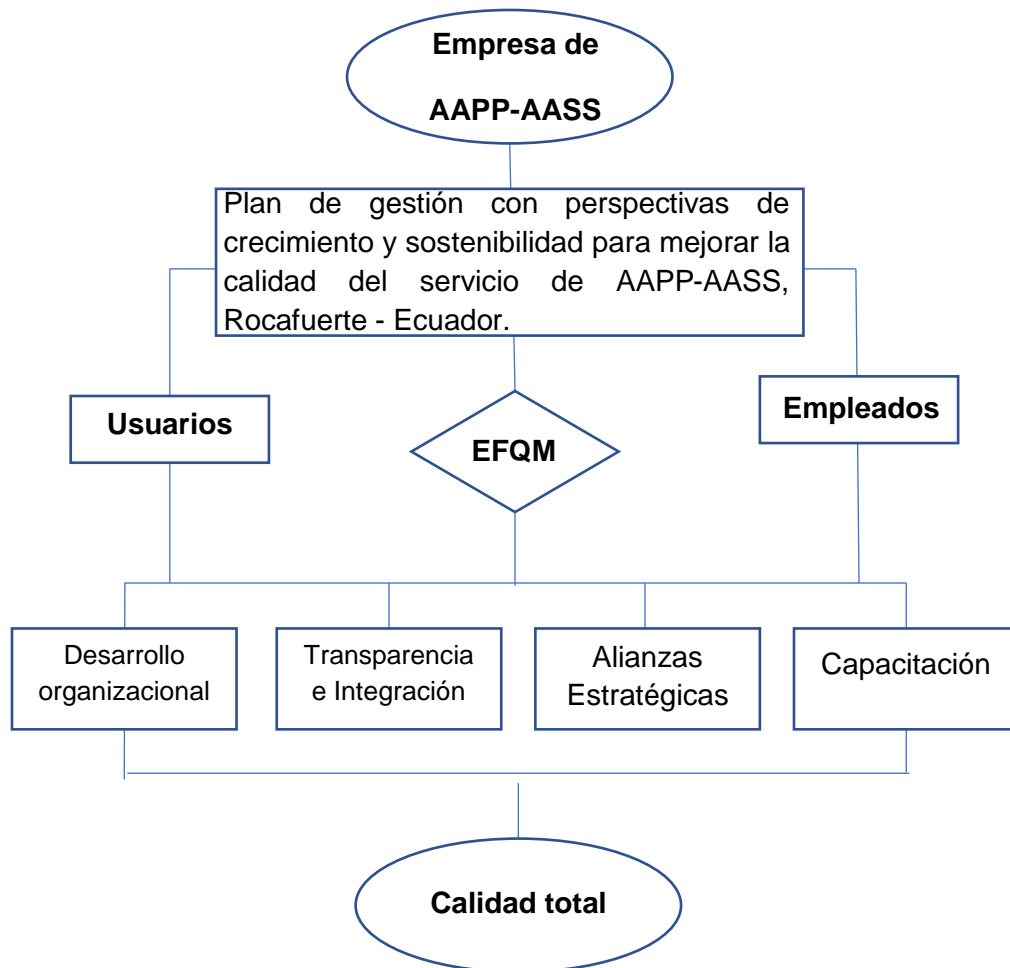 Empresa de
AAPP-AASS
Plan de gestión con perspectivas de
crecimiento y sostenibilidad para mejorar la
calidad del servicio de AAPP-AASS,
Rocafuerte - Ecuador.
Usuarios
EFQM
Empleados
Desarrollo
organizacional
Transparencia
e Integración
Alianzas
Estratégicas
Capacitación
Calidad total